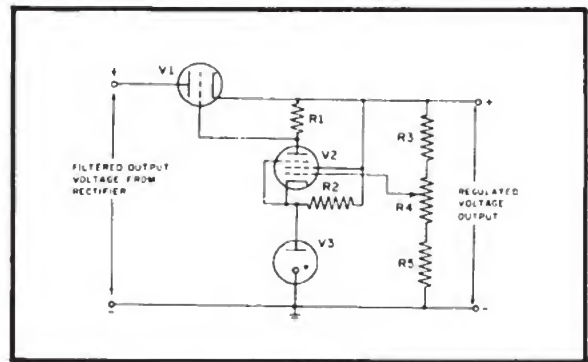 V1
+
R1
R3
V2
FILTERED OUTPUT
VOLTAGE FROM
RECTIFIER
R2
R4
REGULATED
VOLTAGE
OUTPUT
V3
R5
-
-